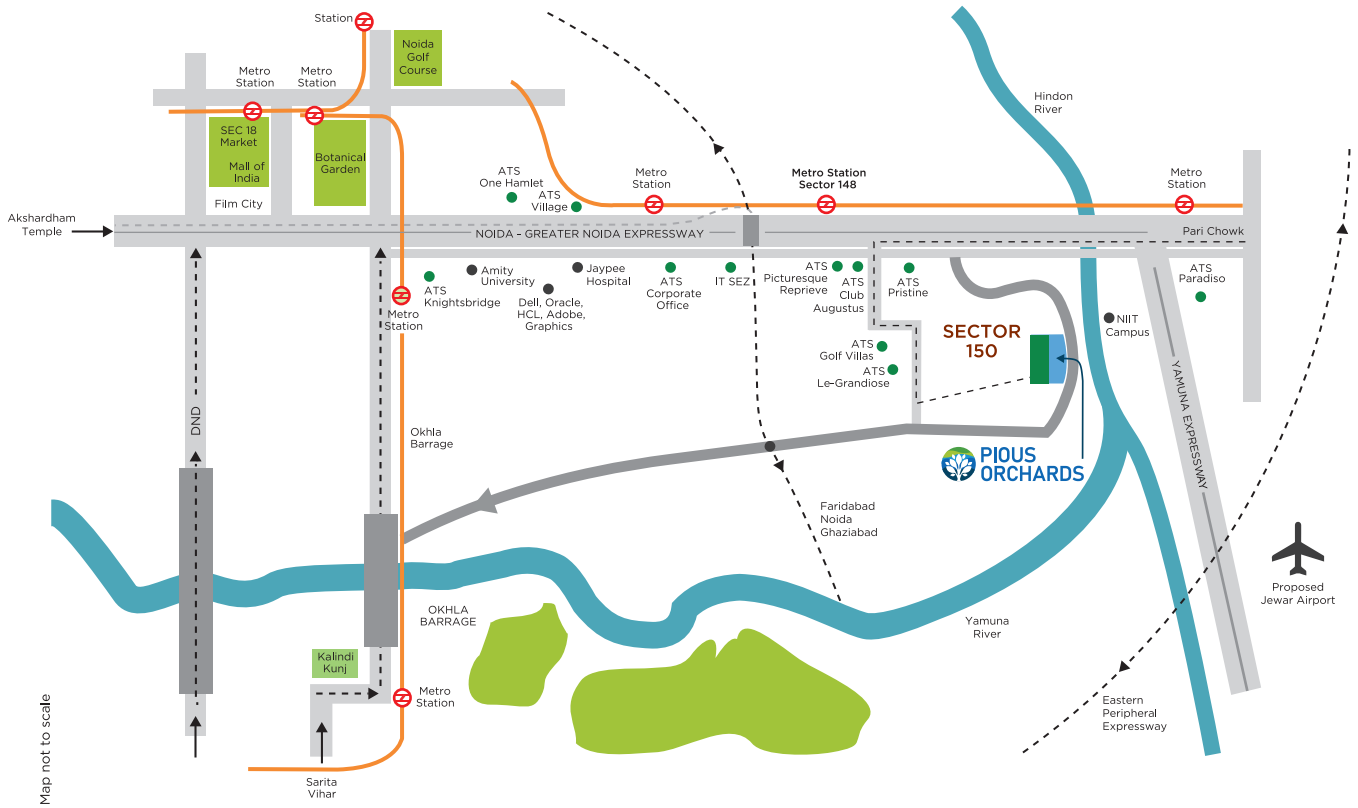 Station
Noida
Golf
Course
Metro
Station
Metro
Station
SEC 18
Market
Mall of
India
Botanical
Garden
Film City
Akshardham
Temple
ATS
One Hamlet
ATS
Village
Metro
Station
Metro Station
Sector 148
Hindon
River
Metro
Station
NOIDA - GREATER NOIDA EXPRESSWAY
Pari Chowk
Metro
Station
ATS
Knightsbridge
Amity
University
Dell, Oracle,
HCL, Adobe,
Graphics
Jaypee
Hospital
ATS
Corporate
Office
IT SEZ
ATS
Picturesque
Reprieve
ATS
Club
Augustus
ATS
Pristine
ATS
Paradiso
NIIT
Campus
SECTOR
150
ATS
Golf Villas
ATS
Le-Grandiose
DND
Okhla
Barrage
PIOUS
ORCHARDS
YAMUNA EXPRESSWAY
Faridabad
Noida
Ghaziabad
Proposed
Jewar Airport
OKHLA
BARRAGE
Yamuna
River
Kalindi
Kunj
Metro
Station
Eastern
Peripheral
Expressway
Sarita
Vihar
Map not to scale